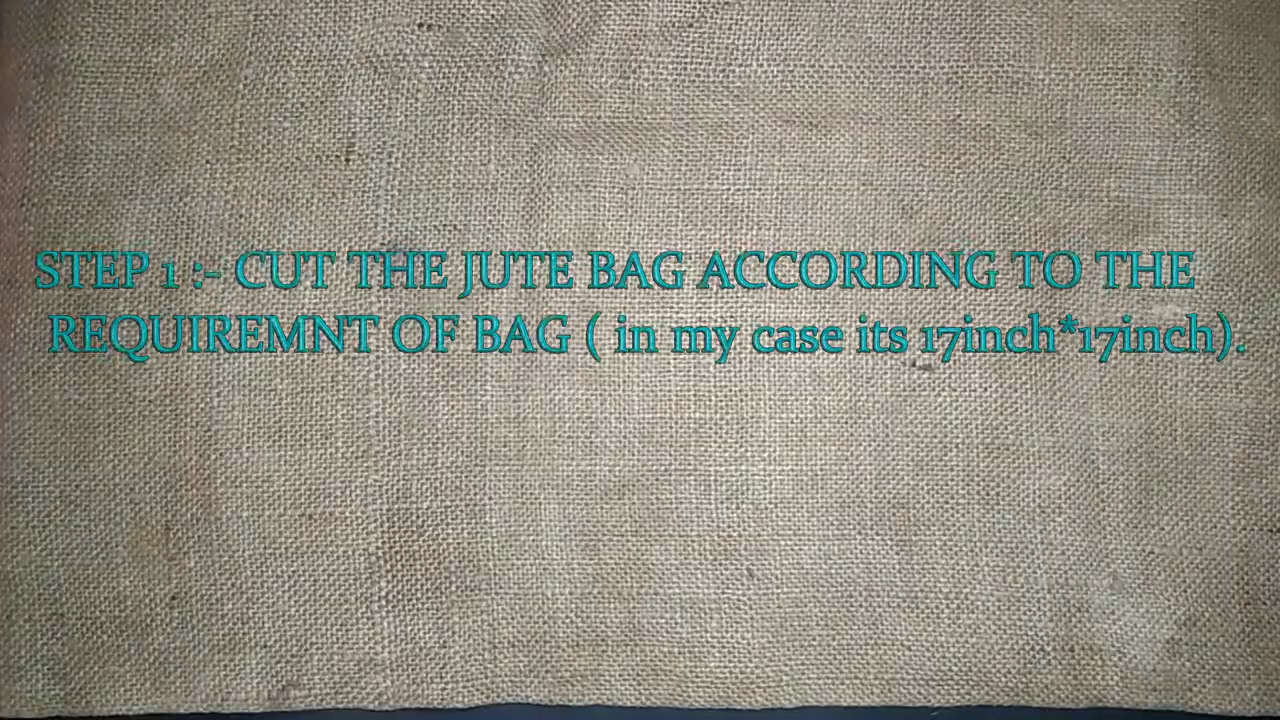 STEP 1 :- CUT THE JUTE BAG ACCORDING TO THE
REQUIREMNT OF BAG ( in my case its 17inch*17inch).